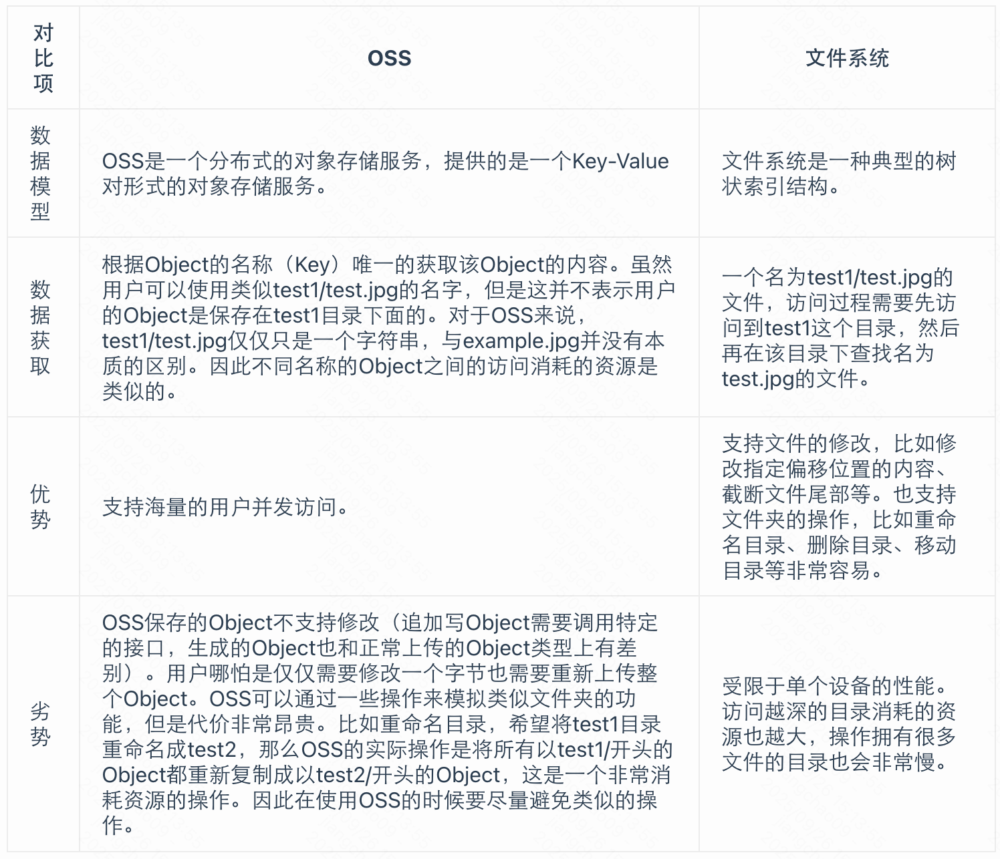 对
比
项
OSS
文件系统
数
据
模
型
OSS是一个分布式的对象存储服务，提供的是一个Key-Value
对形式的对象存储服务。
文件系统是一种典型的树
状索引结构。
数
据
获
取
根据Object的名称（Key）唯一的获取该Object的内容。虽然
用户可以使用类似test1/test.jpg的名字，但是这并不表示用户
的Object是保存在test1目录下面的。对于OSS来说，
test1/test.jpg仅仅只是一个字符串，与example.jpg并没有本
质的区别。因此不同名称的Object之间的访问消耗的资源是
类似的。
一个名为test1/test.jpg的
文件，访问过程需要先访
问到test1这个目录，然后
再在该目录下查找名为
test.jpg的文件。
优
势
支持海量的用户并发访问。
支持文件的修改，比如修
改指定偏移位置的内容、
截断文件尾部等。也支持
文件夹的操作，比如重命
名目录、删除目录、移动
目录等非常容易。
劣
势
OSS保存的Object不支持修改（追加写Object需要调用特定
的接口，生成的Object也和正常上传的Object类型上有差
别）。用户哪怕是仅仅需要修改一个字节也需要重新上传整
个Object。OSS可以通过一些操作来模拟类似文件夹的功
能，但是代价非常昂贵。比如重命名目录，希望将test1目录
重命名成test2，那么OSS的实际操作是将所有以test1/开头的
Object都重新复制成以test2/开头的Object，这是一个非常消
耗资源的操作。因此在使用OSS的时候要尽量避免类似的操
作。
受限于单个设备的性能。
访问越深的目录消耗的资
源也越大，操作拥有很多
文件的目录也会非常慢。